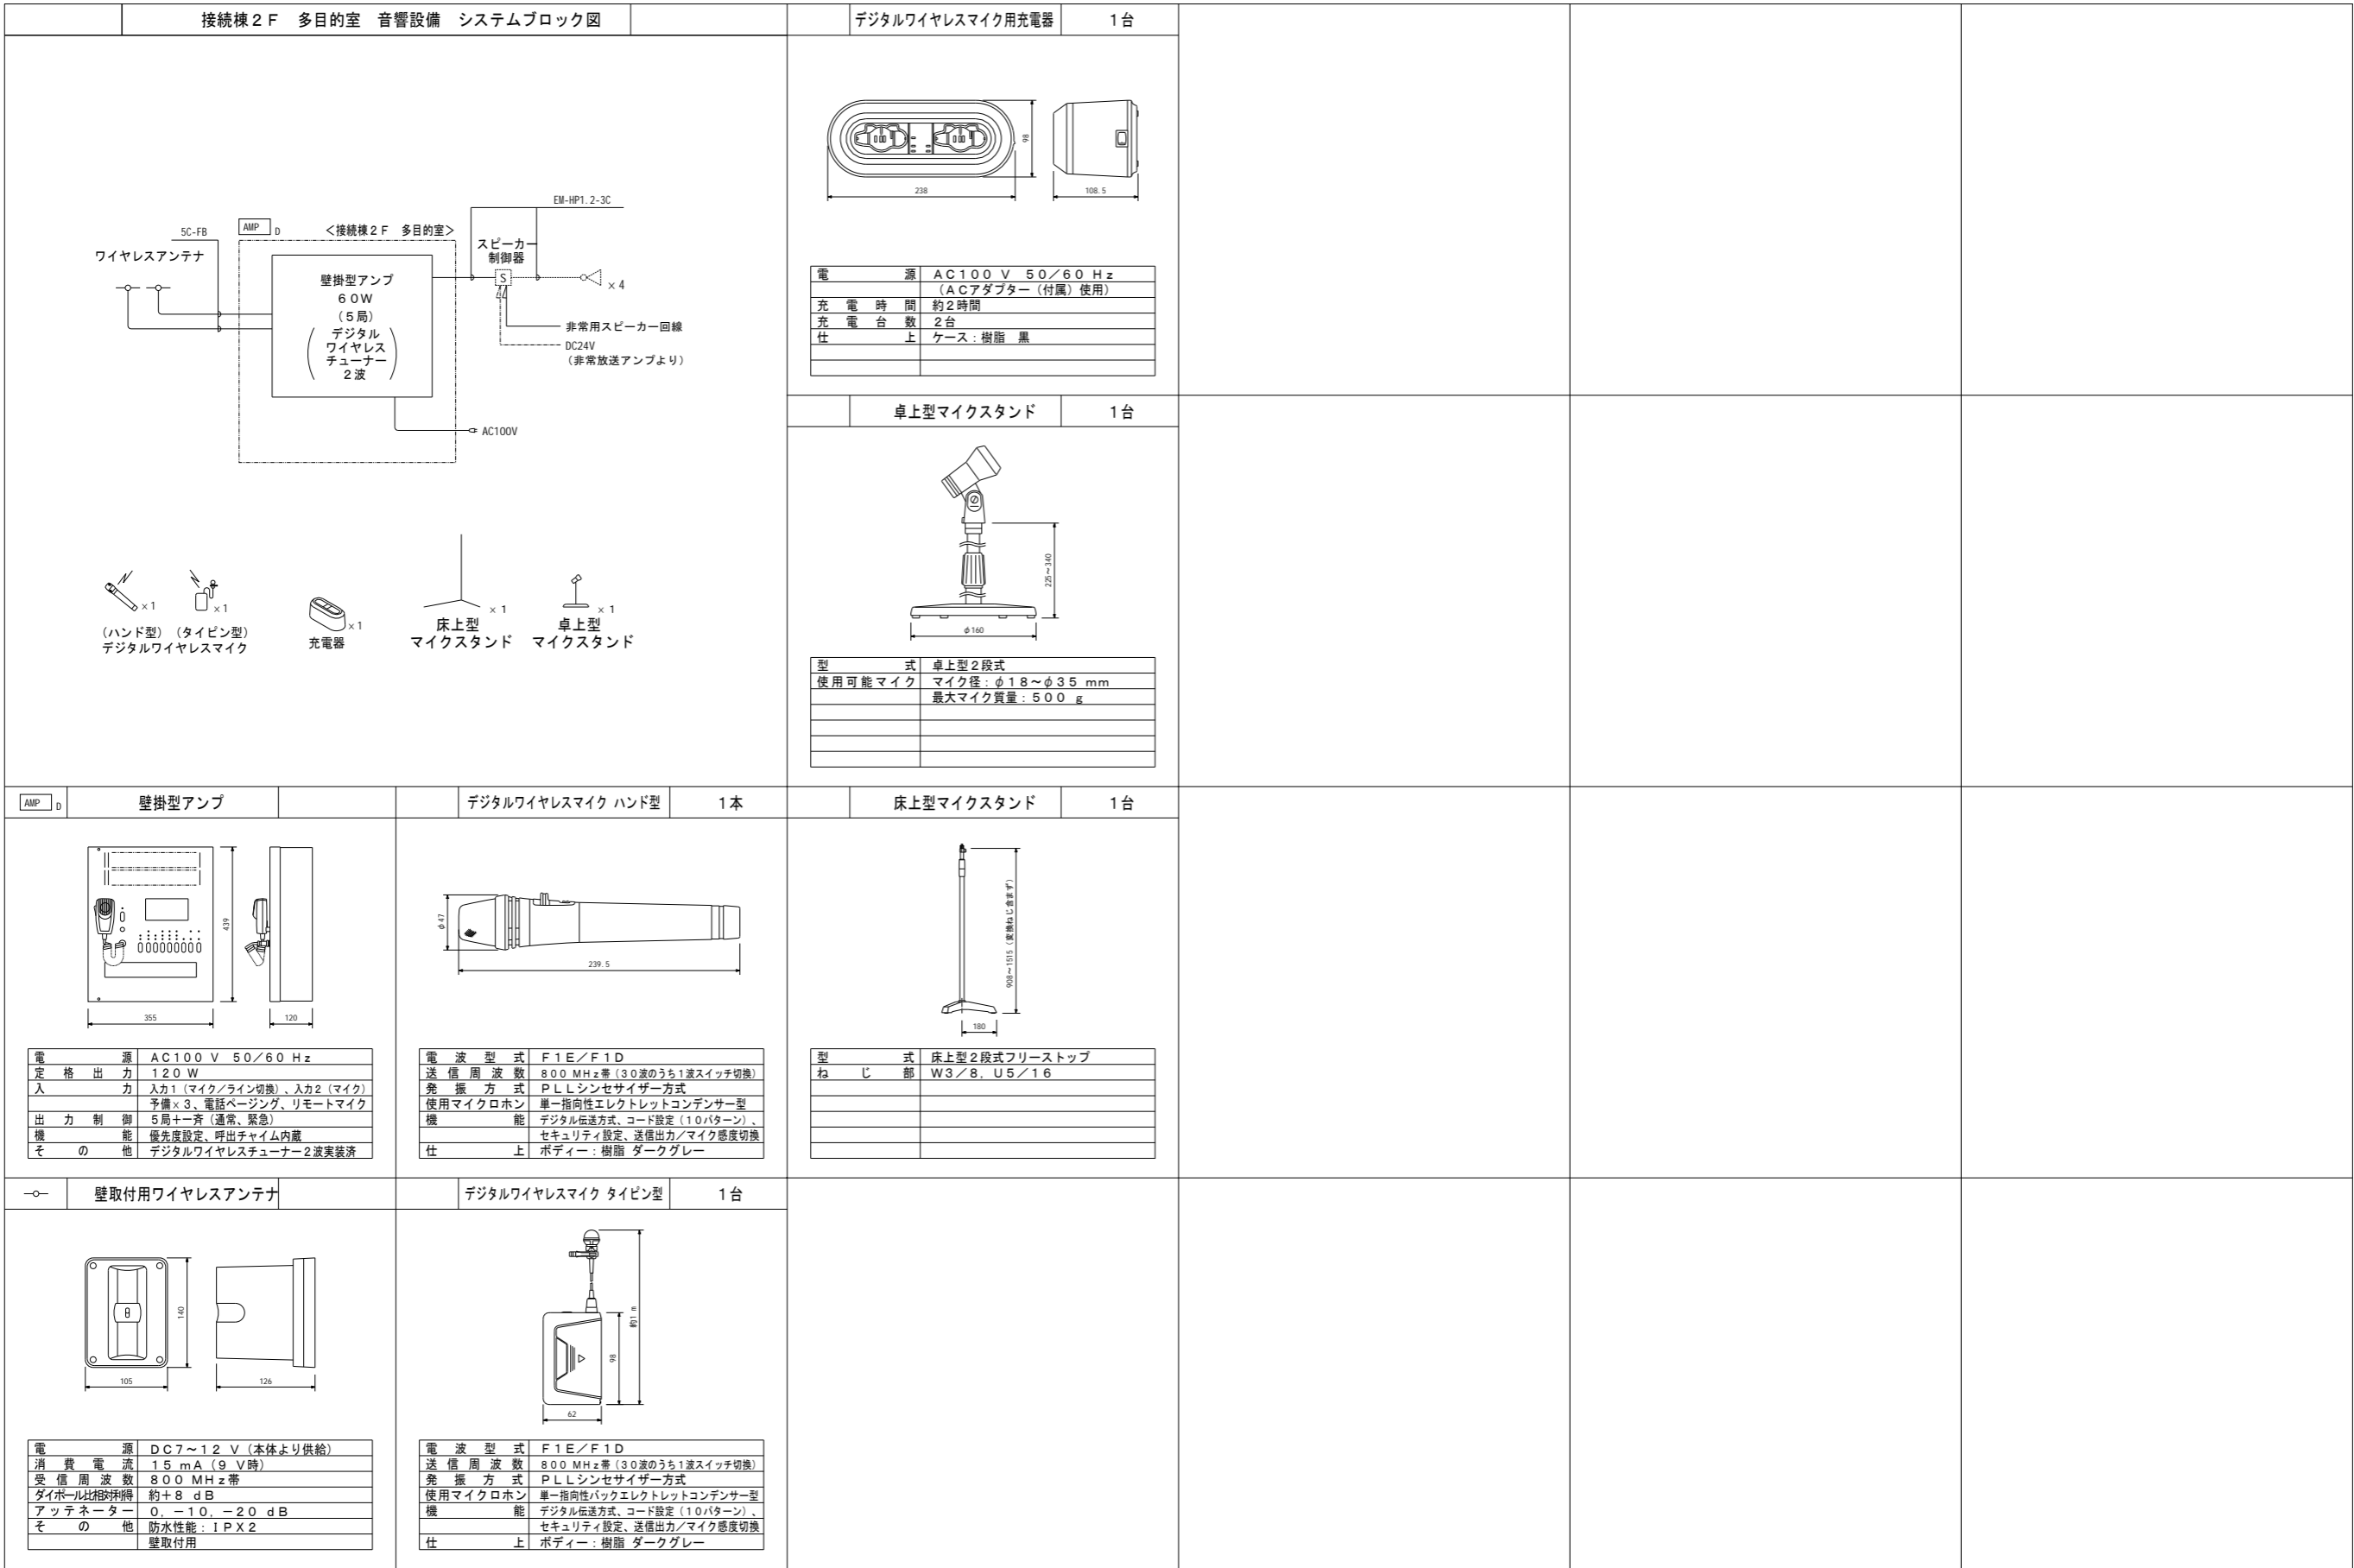 接続棟２Ｆ　多目的室　音響設備　システムブロック図
EM-HP1.2-3C
5C-FB
AMP D
＜接続棟２Ｆ　多目的室＞
ワイヤレスアンテナ
スピーカー
制御器
S
× 4
壁掛型アンプ
６０Ｗ
（５局）
デジタル
ワイヤレス
チューナー
２波
非常用スピーカー回線
DC24V
（非常放送アンプより）
AC100V
×1
×1
×1
×1
×1
（ハンド型）（タイピン型）
デジタルワイヤレスマイク
充電器
床上型
マイクスタンド
卓上型
マイクスタンド
デジタルワイヤレスマイク用充電器　１台
98
238
108.5
電源　ＡＣ１００ Ｖ　５０／６０ Ｈｚ
（ＡＣアダプター（付属）使用）
充電時間　約２時間
充電台数　２台
仕上　ケース：樹脂　黒
卓上型マイクスタンド　１台
225～340
φ160
型式　卓上型２段式
使用可能マイク　マイク径：φ１８～φ３５ ｍｍ
最大マイク質量：５００ ｇ
AMP D　壁掛型アンプ
439
355
120
電源　ＡＣ１００ Ｖ　５０／６０ Ｈｚ
定格出力　１２０ Ｗ
入力　入力１（マイク／ライン切換）、入力２（マイク）
予備×３、電話ページング、リモートマイク
出力制御　５局＋一斉（通常、緊急）
機能　優先度設定、呼出チャイム内蔵
その他　デジタルワイヤレスチューナー２波実装済
デジタルワイヤレスマイク ハンド型　１本
φ47
239.5
電波型式　Ｆ１Ｅ／Ｆ１Ｄ
送信周波数　８００ ＭＨｚ帯（３０波のうち１波スイッチ切換）
発振方式　ＰＬＬシンセサイザー方式
使用マイクロホン　単一指向性エレクトレットコンデンサー型
機能　デジタル伝送方式、コード設定（１０パターン）、
セキュリティ設定、送信出力／マイク感度切換
仕上　ボディー：樹脂 ダークグレー
床上型マイクスタンド　１台
908～1515（変換ねじ含まず）
180
型式　床上型２段式フリーストップ
ねじ部　Ｗ３／８，Ｕ５／１６
壁取付用ワイヤレスアンテナ
140
105
126
電源　ＤＣ７～１２ Ｖ（本体より供給）
消費電流　１５ ｍＡ（９ Ｖ時）
受信周波数　８００ ＭＨｚ帯
ダイポール比相対利得　約＋８ ｄＢ
アッテネーター　０，－１０，－２０ ｄＢ
その他　防水性能：ＩＰＸ２
壁取付用
デジタルワイヤレスマイク タイピン型　１台
約1 m
98
62
電波型式　Ｆ１Ｅ／Ｆ１Ｄ
送信周波数　８００ ＭＨｚ帯（３０波のうち１波スイッチ切換）
発振方式　ＰＬＬシンセサイザー方式
使用マイクロホン　単一指向性バックエレクトレットコンデンサー型
機能　デジタル伝送方式、コード設定（１０パターン）、
セキュリティ設定、送信出力／マイク感度切換
仕上　ボディー：樹脂 ダークグレー